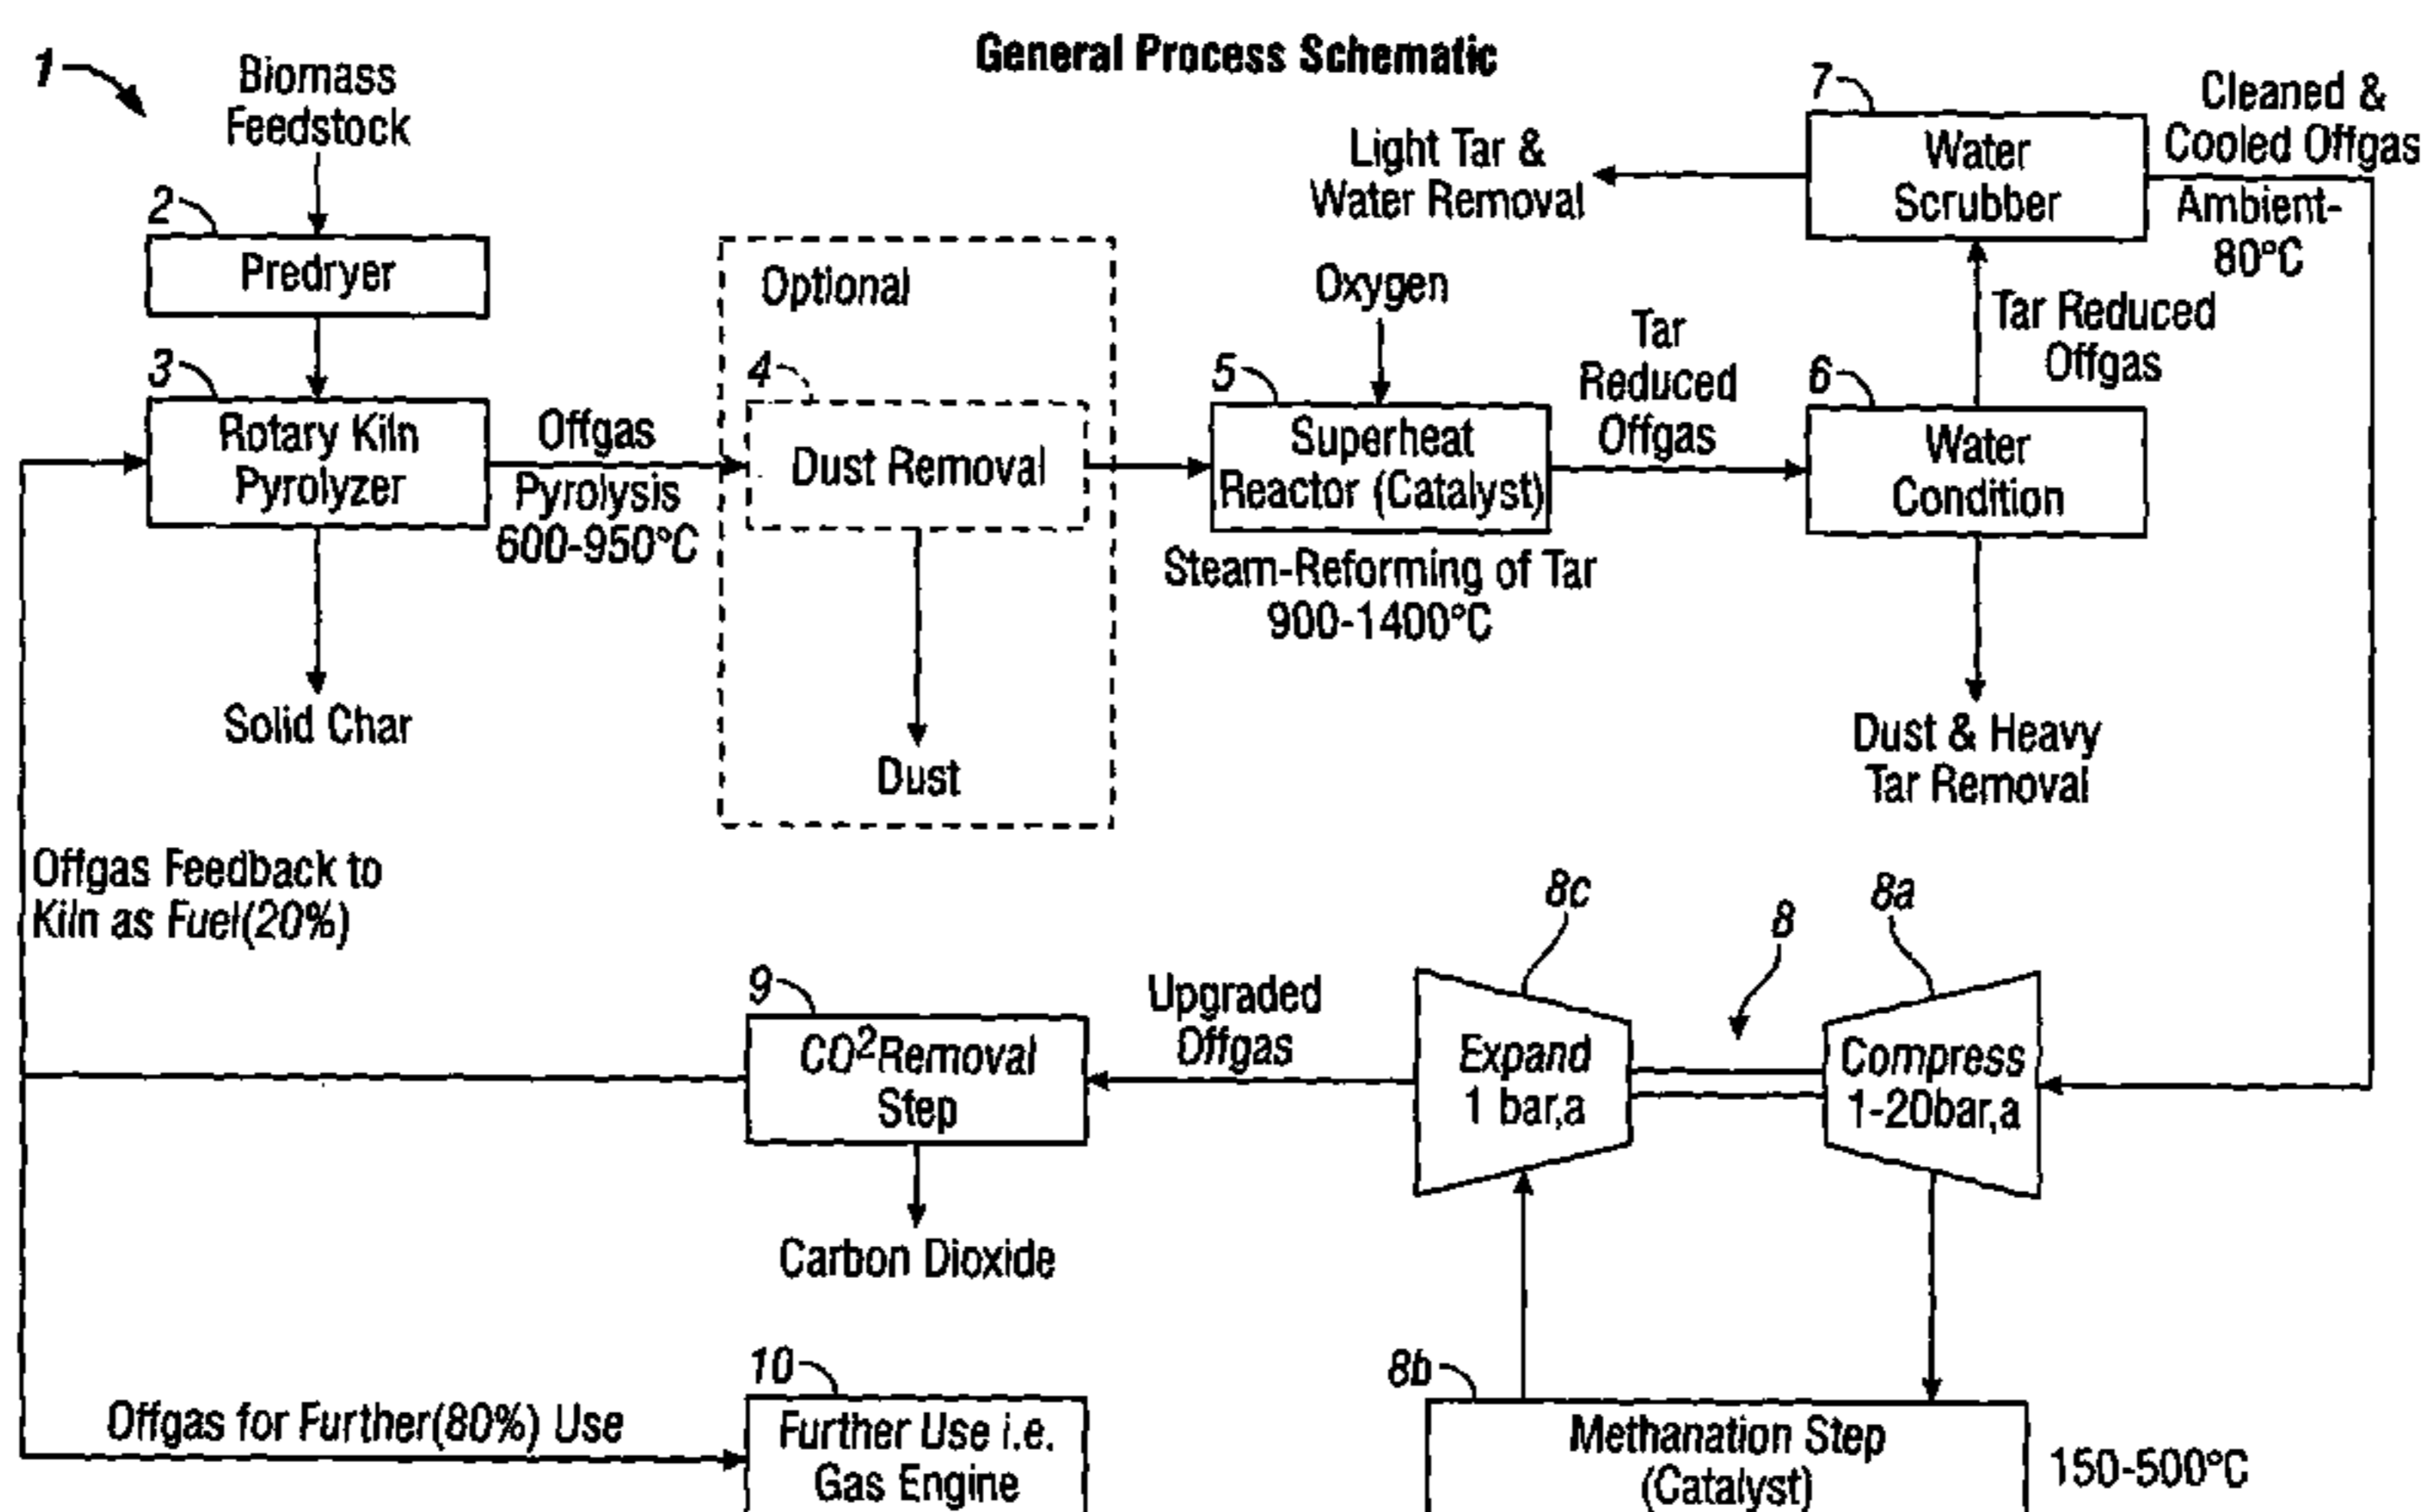 General Process Schematic
1
Biomass
Feedstock
2
Predryer
3
Rotary Kiln
Pyrolyzer
Solid Char
Offgas
Pyrolysis
600-950°C
Optional
4
Dust Removal
Dust
Oxygen
5
Superheat
Reactor (Catalyst)
Steam-Reforming of Tar
900-1400°C
Tar
Reduced
Offgas
6
Water
Condition
Dust & Heavy
Tar Removal
Tar Reduced
Offgas
7
Water
Scrubber
Light Tar &
Water Removal
Cleaned &
Cooled Offgas
Ambient-
80°C
8
8a
Compress
1-20bar,a
8b
Methanation Step
(Catalyst)
150-500°C
8c
Expand
1 bar,a
Upgraded
Offgas
9
CO²Removal
Step
Carbon Dioxide
Offgas Feedback to
Kiln as Fuel(20%)
Offgas for Further(80%) Use
10
Further Use i.e.
Gas Engine